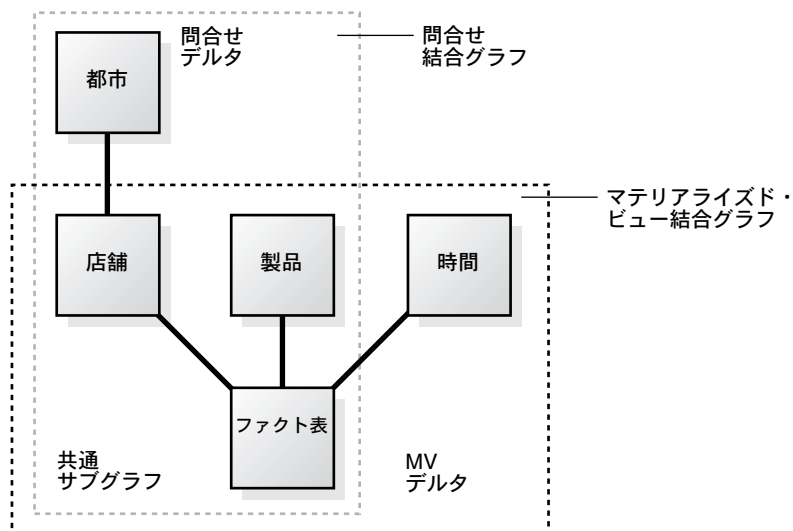 問合せ
デルタ
問合せ
結合グラフ
都市
マテリアライズド・
ビュー結合グラフ
店舗
製品
時間
ファクト表
共通
サブグラフ
MV
デルタ